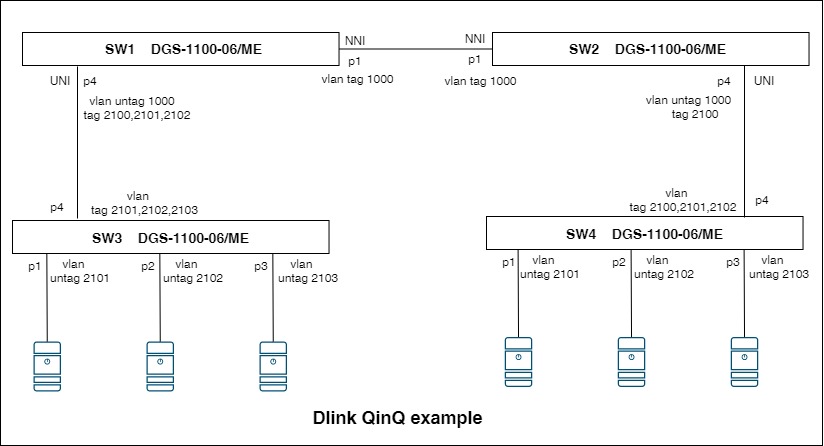 SW1 DGS-1100-06/ME
NNI
NNI
SW2 DGS-1100-06/ME
p1
p1
vlan tag 1000
vlan tag 1000
UNI p4
p4 UNI
vlan untag 1000
tag 2100,2101,2102
vlan untag 1000
tag 2100
p4
vlan
tag 2101,2102,2103
vlan
tag 2100,2101,2102
p4
SW3 DGS-1100-06/ME
SW4 DGS-1100-06/ME
p1 vlan
untag 2101
p2 vlan
untag 2102
p3 vlan
untag 2103
p1 vlan
untag 2101
p2 vlan
untag 2102
p3 vlan
untag 2103
Dlink QinQ example